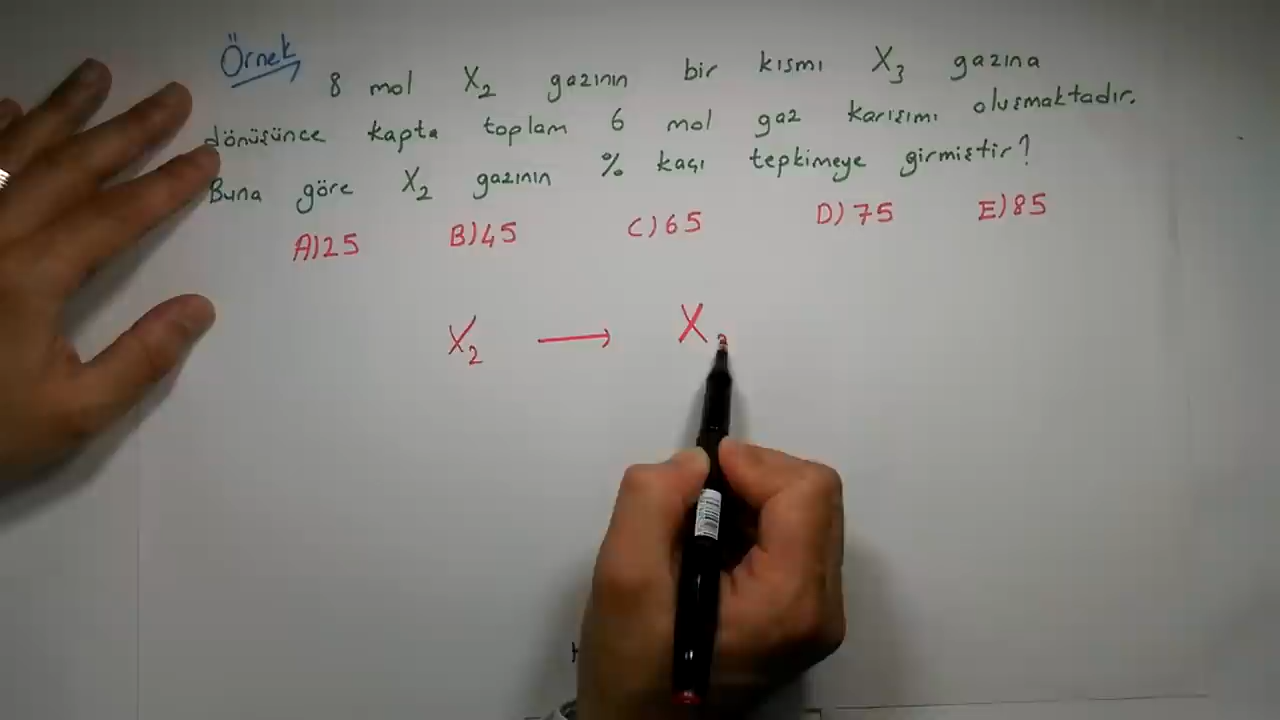 Örnek
8 mol X₂ gazının bir kısmı X₃ gazına
dönüşünce kapta toplam 6 mol gaz karışımı oluşmaktadır.
Buna göre X₂ gazının % kaçı tepkimeye girmiştir?
A)25 B)45 C)65 D)75 E)85
X₂ → X